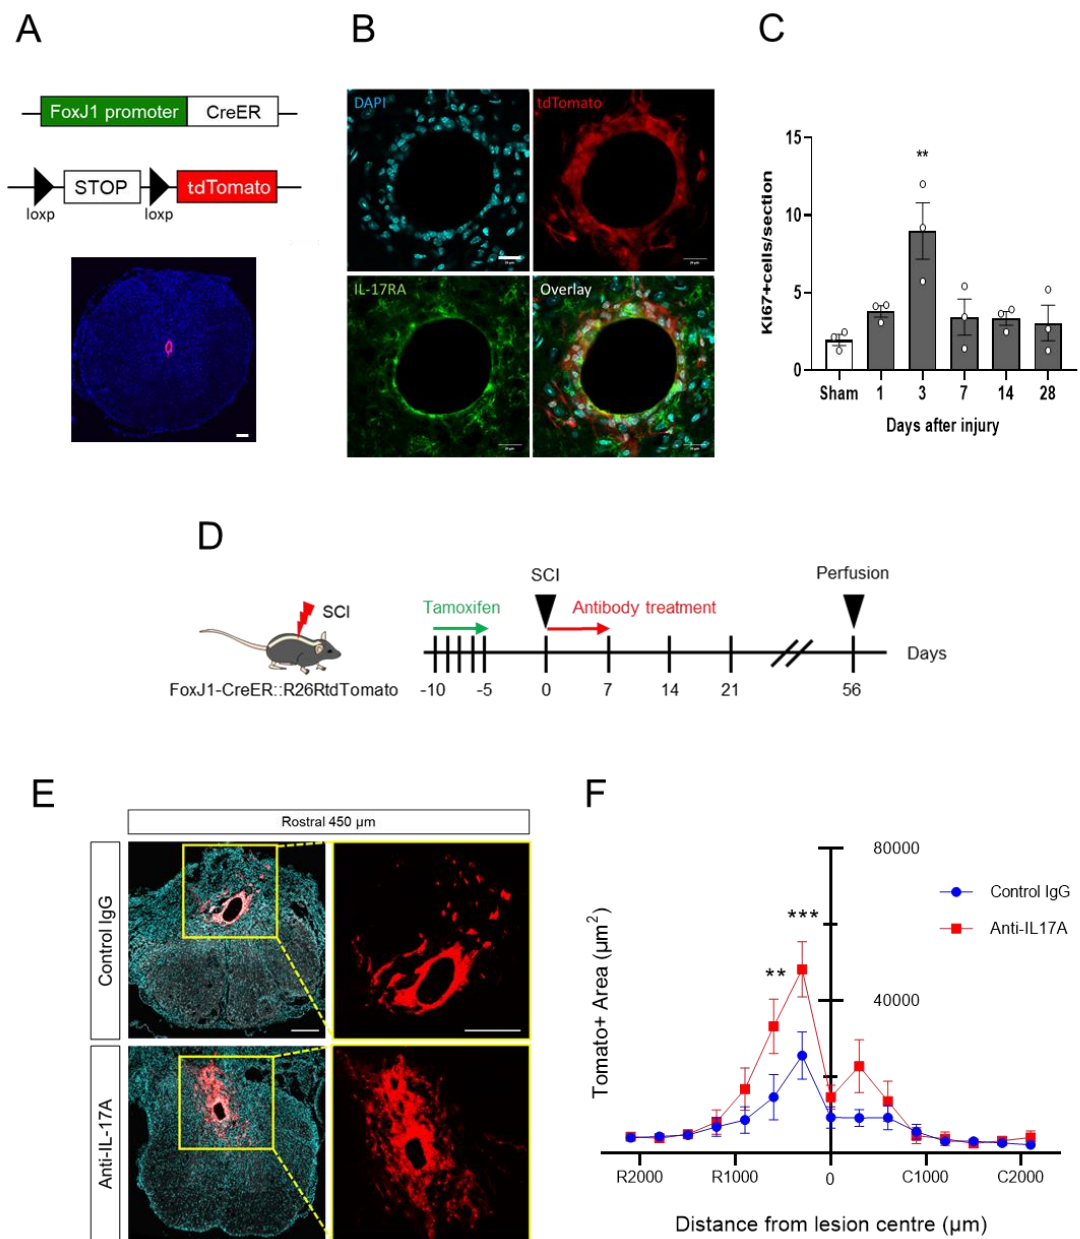 A
FoxJ1 promoter CreER
STOP tdTomato
loxp loxp
B
DAPI tdTomato
IL-17RA Overlay
C
Ki67+cells/section
15
10
5
0
**
Sham 1 3 7 14 28
Days after injury
D
SCI
FoxJ1-CreER::R26RtdTomato
SCI Perfusion
Tamoxifen Antibody treatment
Days
-10 -5 0 7 14 21 56
E
Rostral 450 µm
Control IgG
Anti-IL-17A
F
Tomato+ Area (µm²)
80000
40000
** ***
Control IgG
Anti-IL17A
R2000 R1000 0 C1000 C2000
Distance from lesion centre (µm)